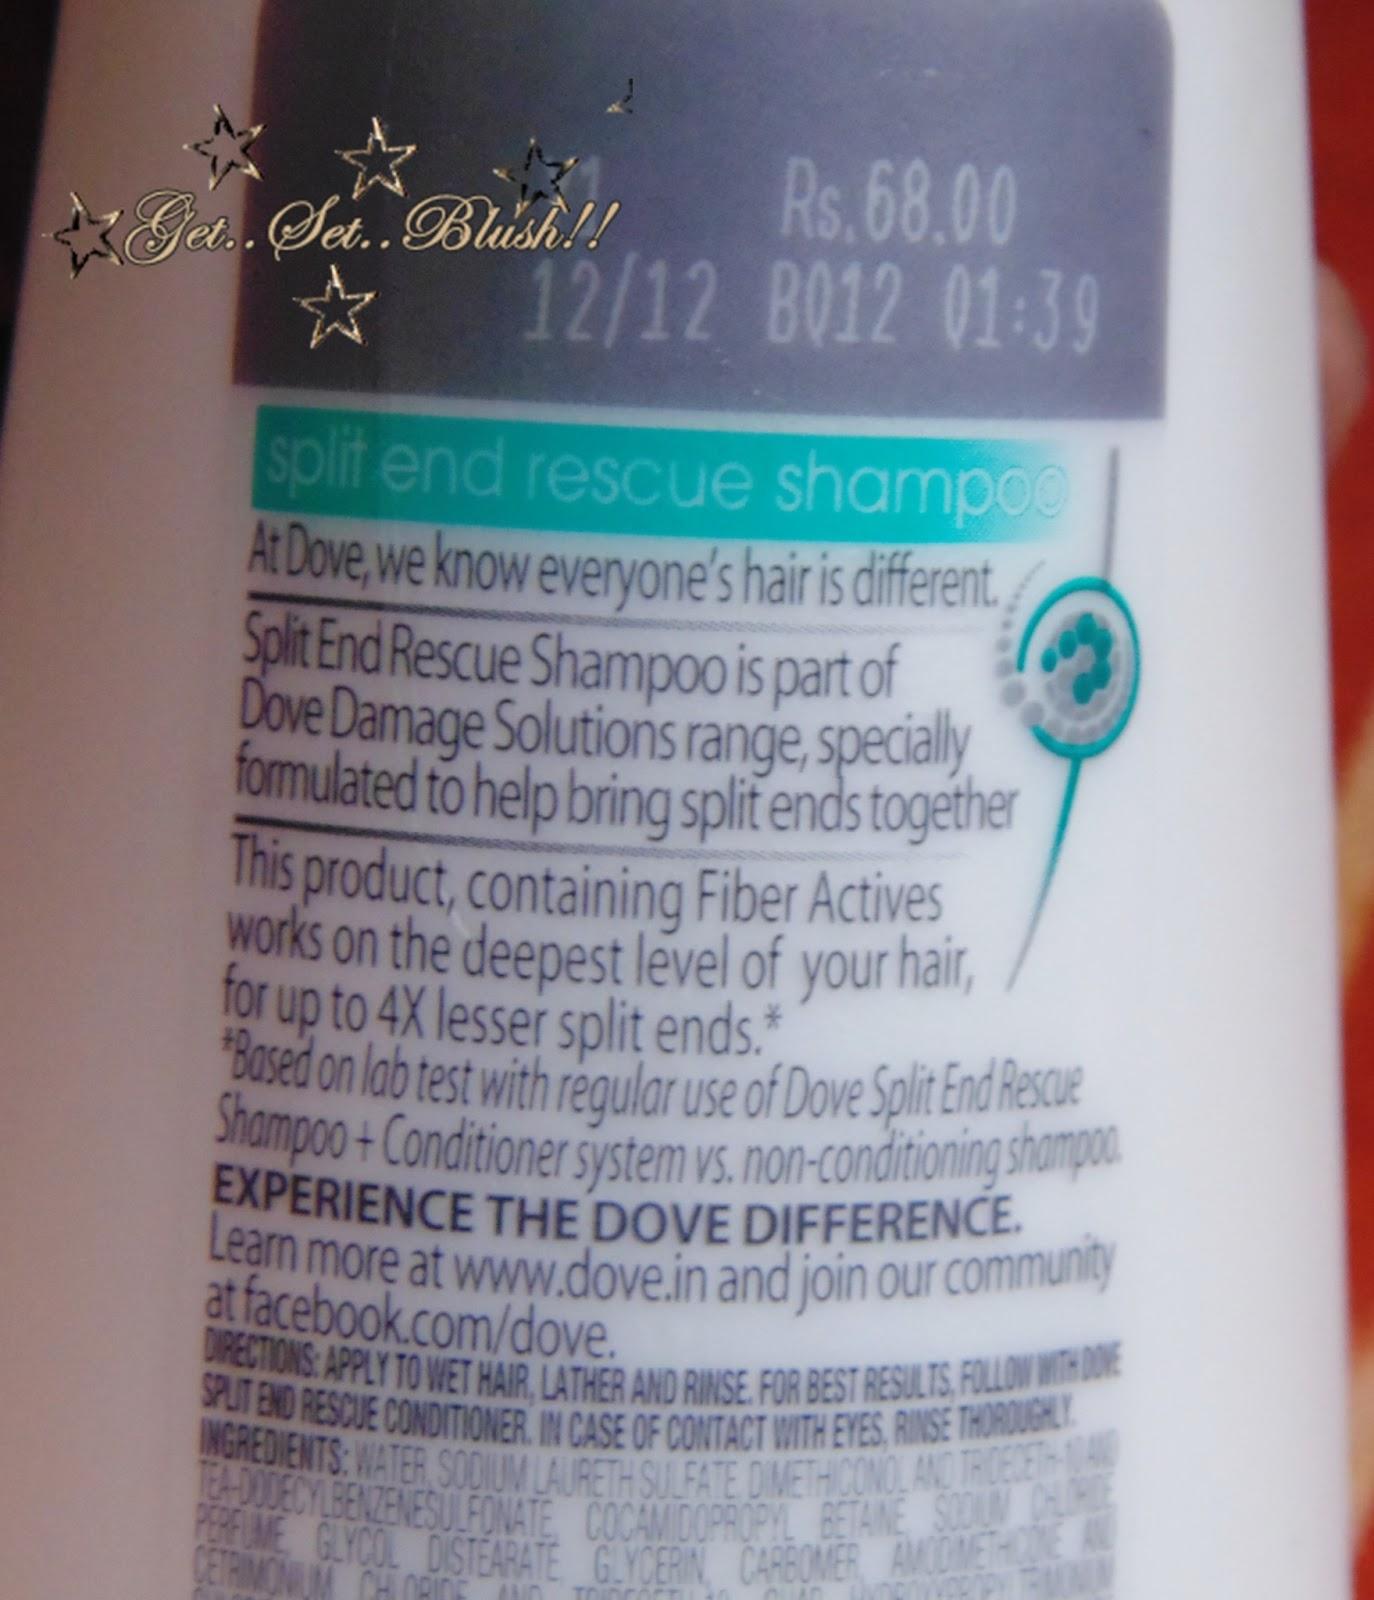 Get.. Set.. Blush!!
Rs.68.00
12/12 BQ12 01:39
split end rescue shampoo
At Dove, we know everyone's hair is different.
Split End Rescue Shampoo is part of
Dove Damage Solutions range, specially
formulated to help bring split ends together
This product, containing Fiber Actives
works on the deepest level of your hair,
for up to 4X lesser split ends.*
*Based on lab test with regular use of Dove Split End Rescue
Shampoo + Conditioner system vs. non-conditioning shampoo.
EXPERIENCE THE DOVE DIFFERENCE.
Learn more at www.dove.in and join our community
at facebook.com/dove.
DIRECTIONS: APPLY TO WET HAIR, LATHER AND RINSE. FOR BEST RESULTS, FOLLOW WITH DOVE
SPLIT END RESCUE CONDITIONER. IN CASE OF CONTACT WITH EYES, RINSE THOROUGHLY.
INGREDIENTS: WATER, SODIUM LAURETH SULFATE, DIMETHICONOL AND TRIDECETH-10 AND
TEA-DODECYLBENZENESULFONATE, COCAMIDOPROPYL BETAINE, SODIUM CHLORIDE,
PERFUME, GLYCOL DISTEARATE, GLYCERIN, CARBOMER, AMODIMETHICONE AND
CETRIMONIUM CHLORIDE AND TRIDECETH-10